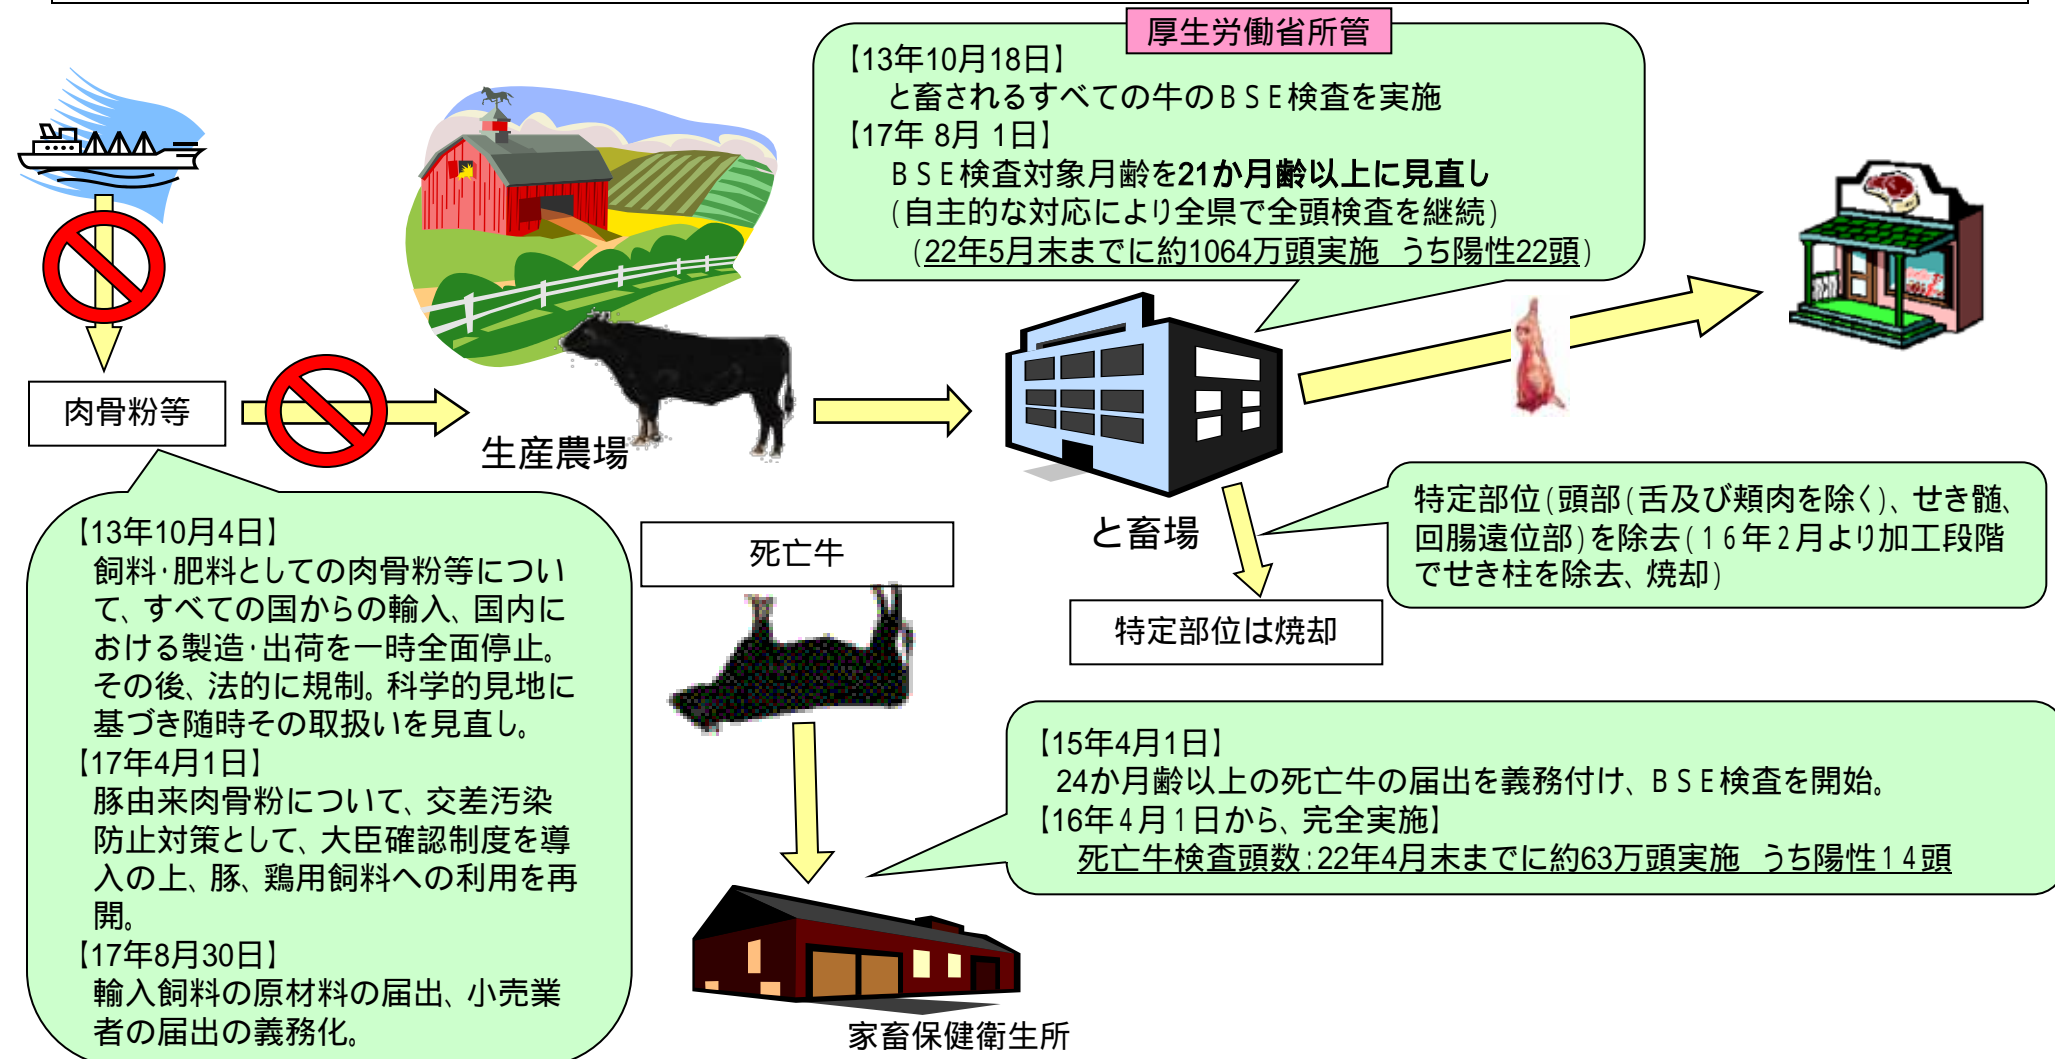 厚生労働省所管
【13年10月18日】
と畜されるすべての牛のBSE検査を実施
【17年 8月 1日】
BSE検査対象月齢を21か月齢以上に見直し
(自主的な対応により全県で全頭検査を継続)
(22年5月末までに約1064万頭実施 うち陽性22頭)
肉骨粉等
生産農場
と畜場
特定部位(頭部(舌及び頬肉を除く)、せき髄、
回腸遠位部)を除去(16年2月より加工段階
でせき柱を除去、焼却)
特定部位は焼却
死亡牛
【13年10月4日】
飼料・肥料としての肉骨粉等につい
て、すべての国からの輸入、国内に
おける製造・出荷を一時全面停止。
その後、法的に規制。科学的見地に
基づき随時その取扱いを見直し。
【17年4月1日】
豚由来肉骨粉について、交差汚染
防止対策として、大臣確認制度を導
入の上、豚、鶏用飼料への利用を再
開。
【17年8月30日】
輸入飼料の原材料の届出、小売業
者の届出の義務化。
【15年4月1日】
24か月齢以上の死亡牛の届出を義務付け、BSE検査を開始。
【16年4月1日から、完全実施】
死亡牛検査頭数:22年4月末までに約63万頭実施 うち陽性14頭
家畜保健衛生所